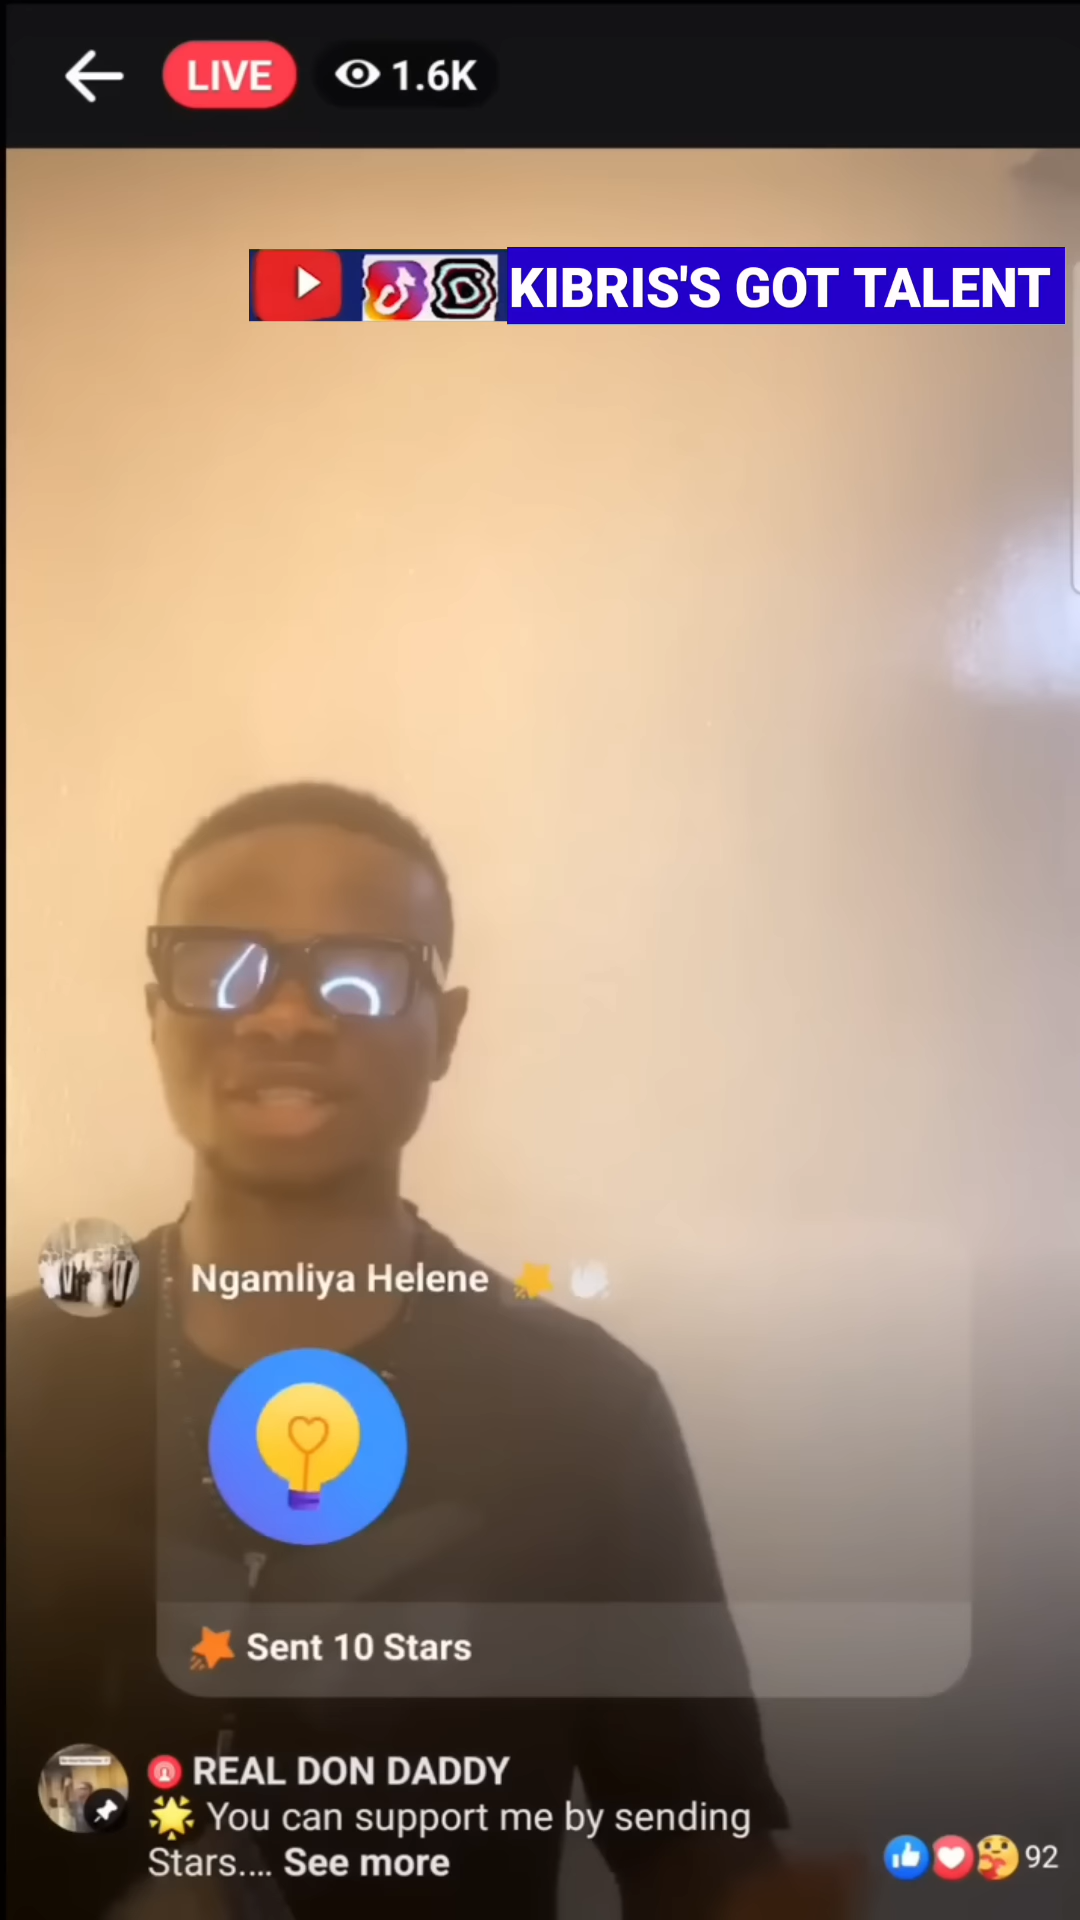 LIVE 1.6K
KIBRIS'S GOT TALENT
Ngamliya Helene
Sent 10 Stars
REAL DON DADDY
You can support me by sending
Stars.... See more
92